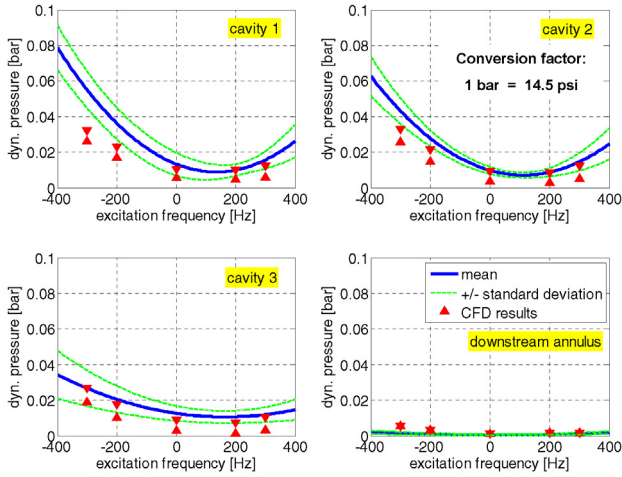 0.1
0.08
0.06
0.04
0.02
0
dyn. pressure [bar]
cavity 1
-400 -200 0 200 400
excitation frequency [Hz]
0.1
0.08
0.06
0.04
0.02
0
dyn. pressure [bar]
cavity 2
Conversion factor:
1 bar = 14.5 psi
-400 -200 0 200 400
excitation frequency [Hz]
0.1
0.08
0.06
0.04
0.02
0
dyn. pressure [bar]
cavity 3
-400 -200 0 200 400
excitation frequency [Hz]
0.1
0.08
0.06
0.04
0.02
0
dyn. pressure [bar]
mean
+/- standard deviation
CFD results
downstream annulus
-400 -200 0 200 400
excitation frequency [Hz]